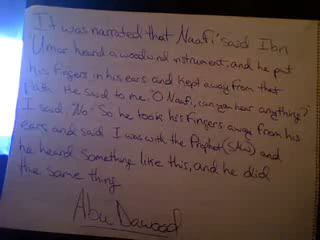 It was narrated that Naafi' said Ibn
'Umar heard a woodwind instrument, and he put
his fingers in his ears and kept away from that
path. He said to me, "O Naafi, can you hear anything?"
I said, "No." So he took his fingers away from his
ears and said I was with the Prophet (SAW) and
he heard something like this, and he did
the same thing
Abu Dawood